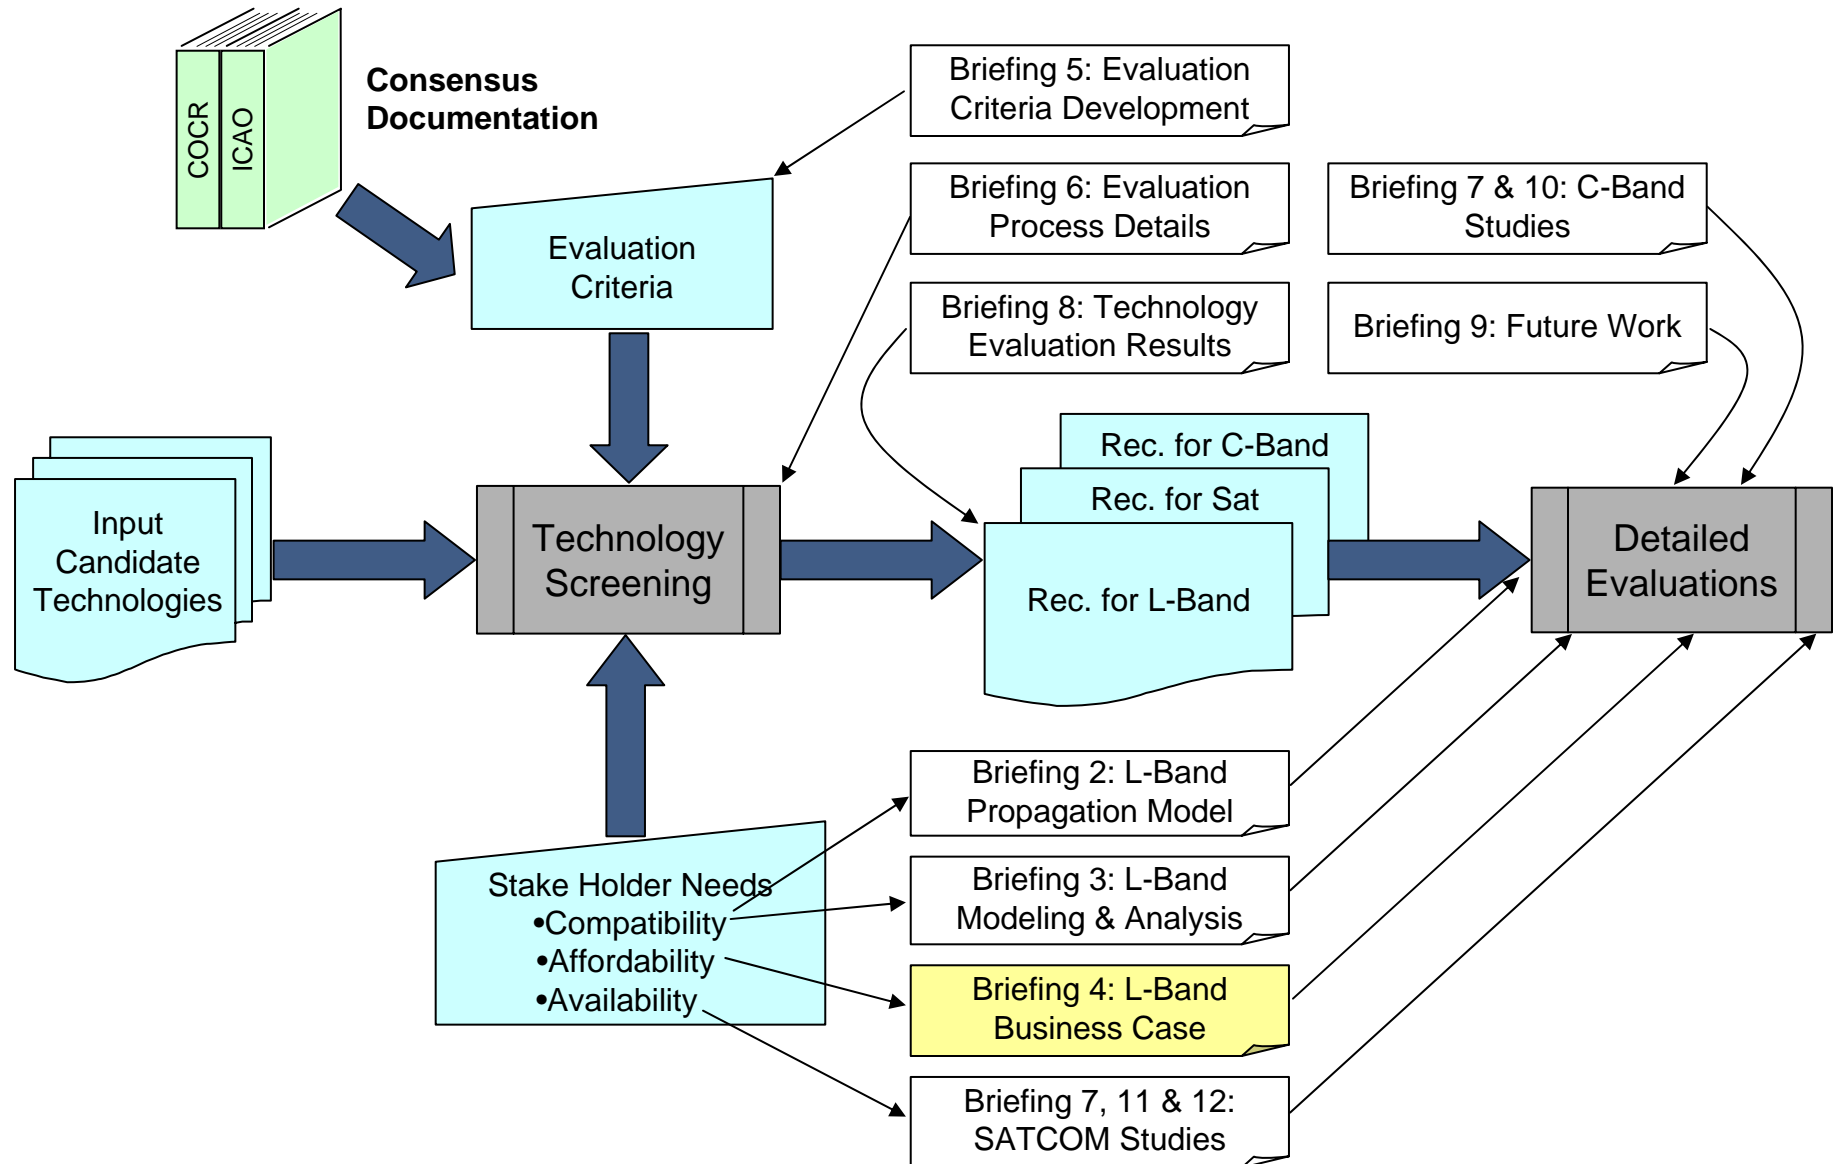 COCR
ICAO
Consensus
Documentation
Briefing 5: Evaluation
Criteria Development
Briefing 6: Evaluation
Process Details
Briefing 7 & 10: C-Band
Studies
Evaluation
Criteria
Briefing 8: Technology
Evaluation Results
Briefing 9: Future Work
Input
Candidate
Technologies
Technology
Screening
Rec. for C-Band
Rec. for Sat
Rec. for L-Band
Detailed
Evaluations
Stake Holder Needs
•Compatibility
•Affordability
•Availability
Briefing 2: L-Band
Propagation Model
Briefing 3: L-Band
Modeling & Analysis
Briefing 4: L-Band
Business Case
Briefing 7, 11 & 12:
SATCOM Studies